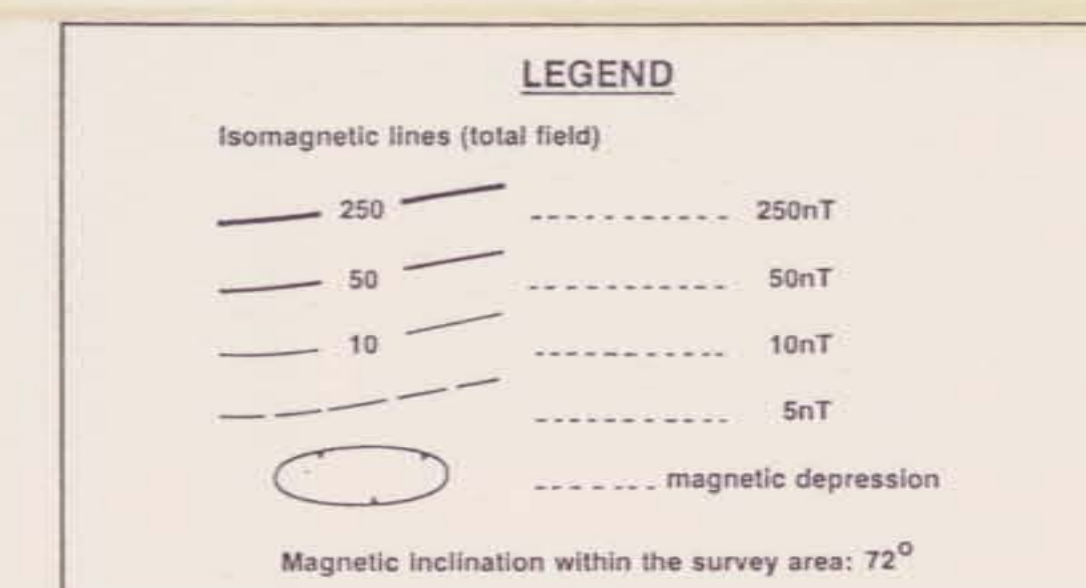 LEGEND
Isomagnetic lines (total field)
250 250nT
50 50nT
10 10nT
5nT
magnetic depression
Magnetic inclination within the survey area: 72°